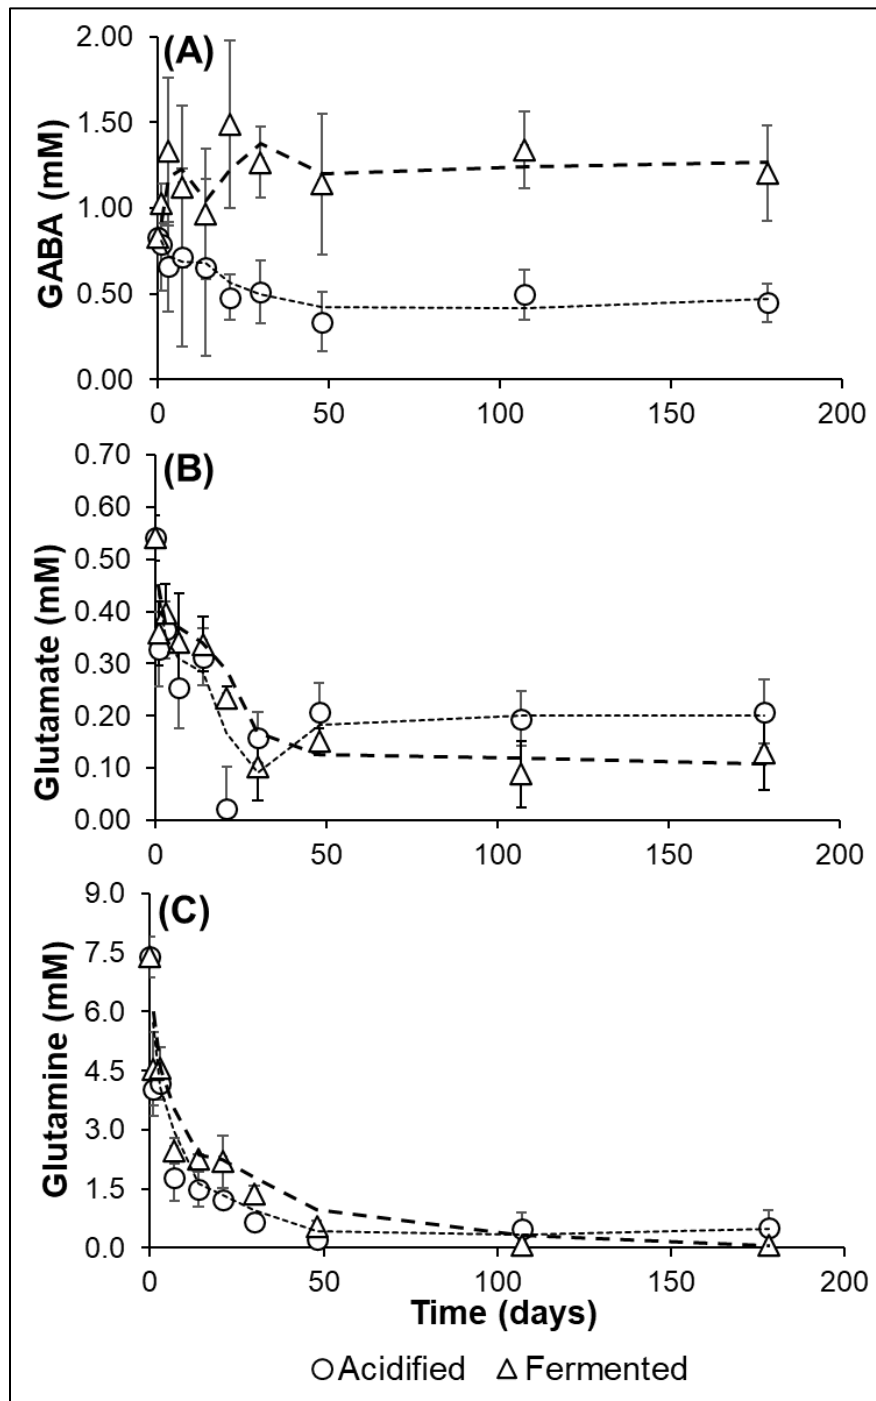 (A)
GABA (mM)
2.00
1.50
1.00
0.50
0.00
0 50 100 150 200
(B)
Glutamate (mM)
0.70
0.60
0.50
0.40
0.30
0.20
0.10
0.00
0 50 100 150 200
(C)
Glutamine (mM)
9.0
7.5
6.0
4.5
3.0
1.5
0.0
0 50 100 150 200
Time (days)
Acidified Fermented